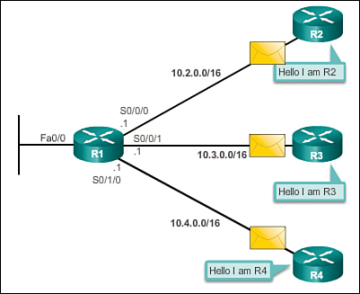 R2
Hello I am R2
10.2.0.0/16
S0/0/0
.1
Fa0/0
R1
S0/0/1
.1
10.3.0.0/16
R3
Hello I am R3
.1
S0/1/0
10.4.0.0/16
Hello I am R4
R4